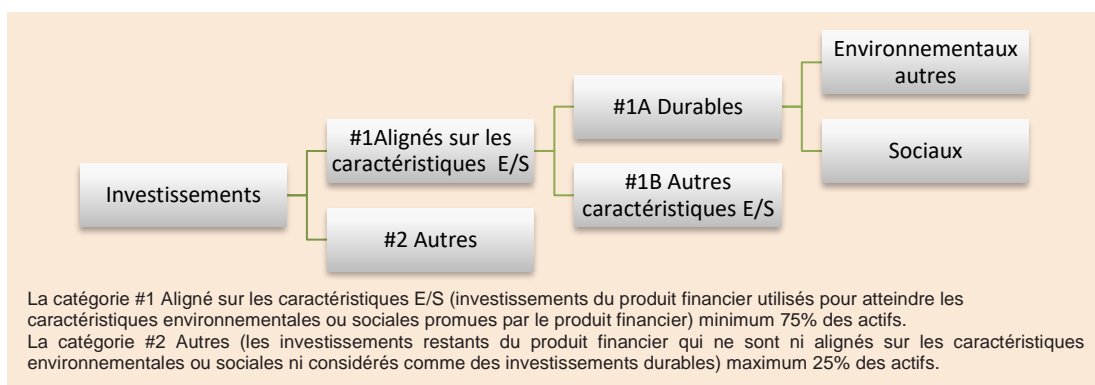 Investissements
#1Alignés sur les
caractéristiques E/S
#2 Autres
#1A Durables
#1B Autres
caractéristiques E/S
Environnementaux
autres
Sociaux
La catégorie #1 Aligné sur les caractéristiques E/S (investissements du produit financier utilisés pour atteindre les
caractéristiques environnementales ou sociales promues par le produit financier) minimum 75% des actifs.
La catégorie #2 Autres (les investissements restants du produit financier qui ne sont ni alignés sur les caractéristiques
environnementales ou sociales ni considérés comme des investissements durables) maximum 25% des actifs.